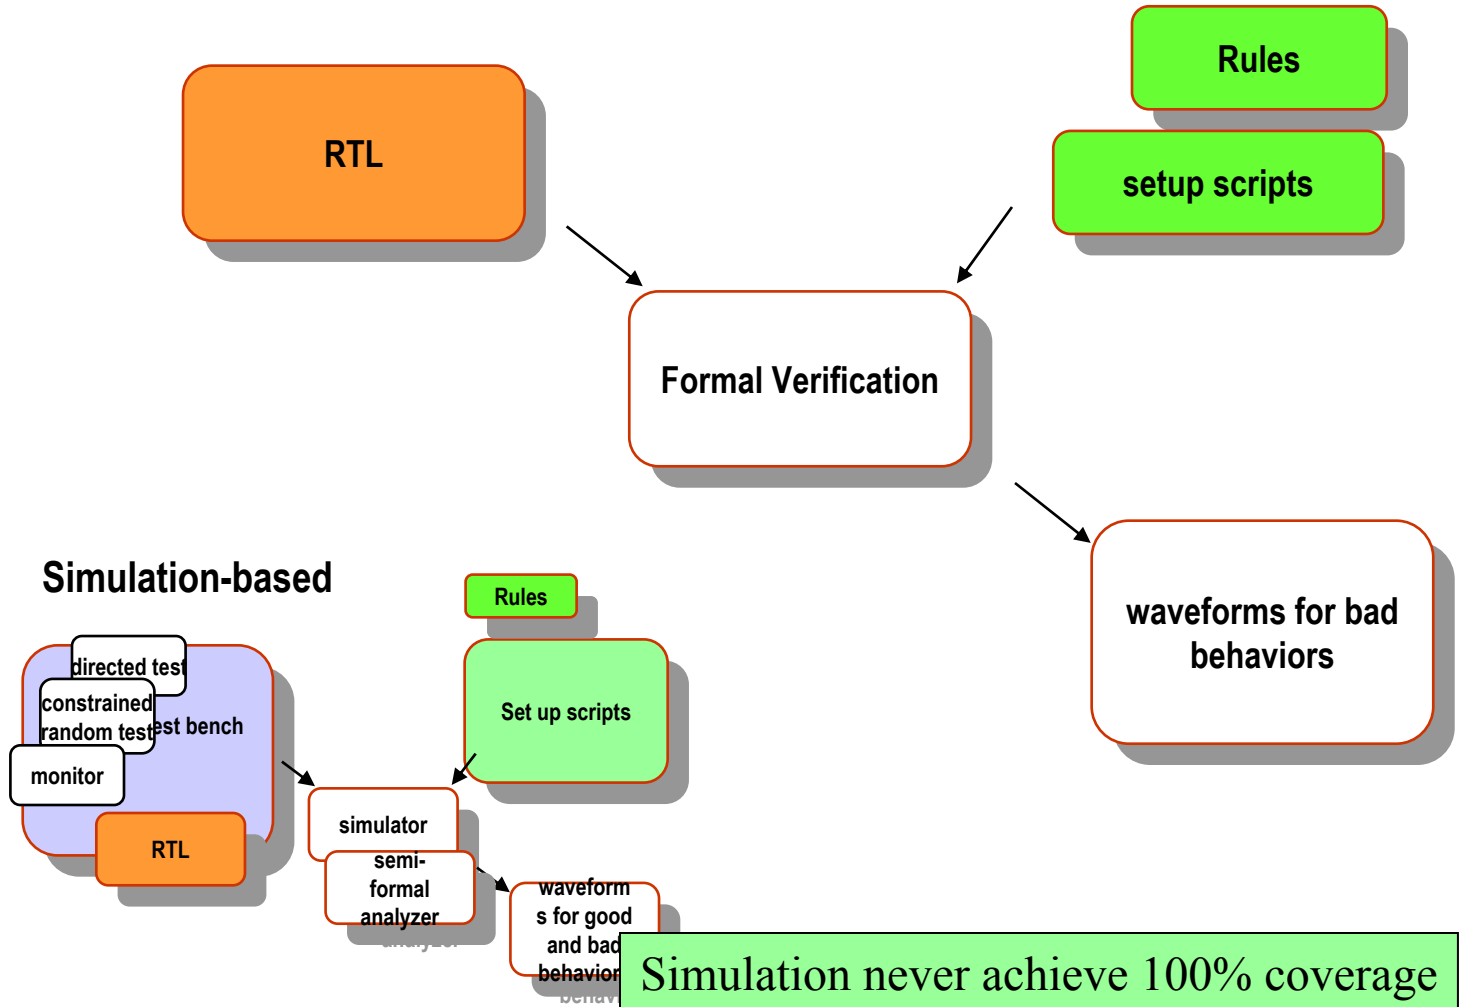 Rules
RTL
setup scripts
Formal Verification
waveforms for bad
behaviors
Simulation-based
Rules
directed test
constrained
random test
est bench
monitor
RTL
Set up scripts
simulator
semi-
formal
analyzer
waveform
s for good
and bad
behavior
Simulation never achieve 100% coverage